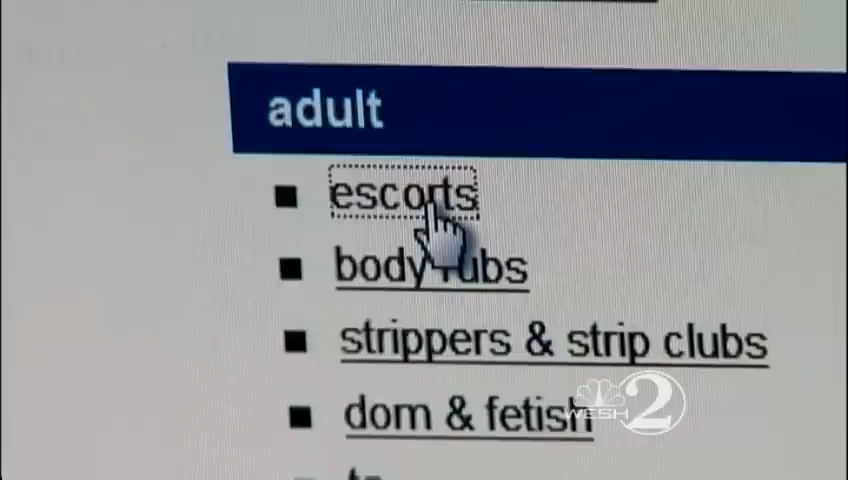 adult
escorts
body rubs
strippers & strip clubs
dom & fetish
WESH 2